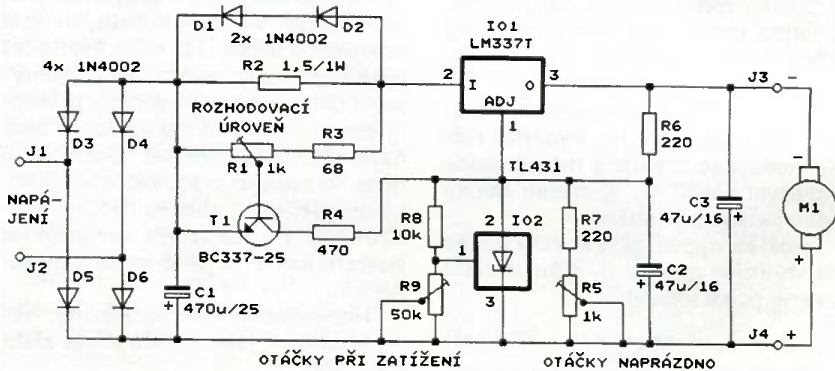 D1 D2
2x 1N4002
4x 1N4002
R2 1,5/1W
IO1
LM337T
2 I O 3
ADJ
1
J3 -
D3 D4
ROZHODOVACÍ
ÚROVEŇ
R3
68
R1 1k
R6
220
J1
NAPÁ-
JENÍ
J2
T1
BC337-25
R4
470
TL431
R8
10k
2 IO2
1
3
R7
220
C3
47u/16
+
-
M1
+
D5 D6
C1
470u/25
+
R9
50k
R5
1k
C2
47u/16
+
J4 +
OTÁČKY PŘI ZATÍŽENÍ
OTÁČKY NAPRÁZDNO